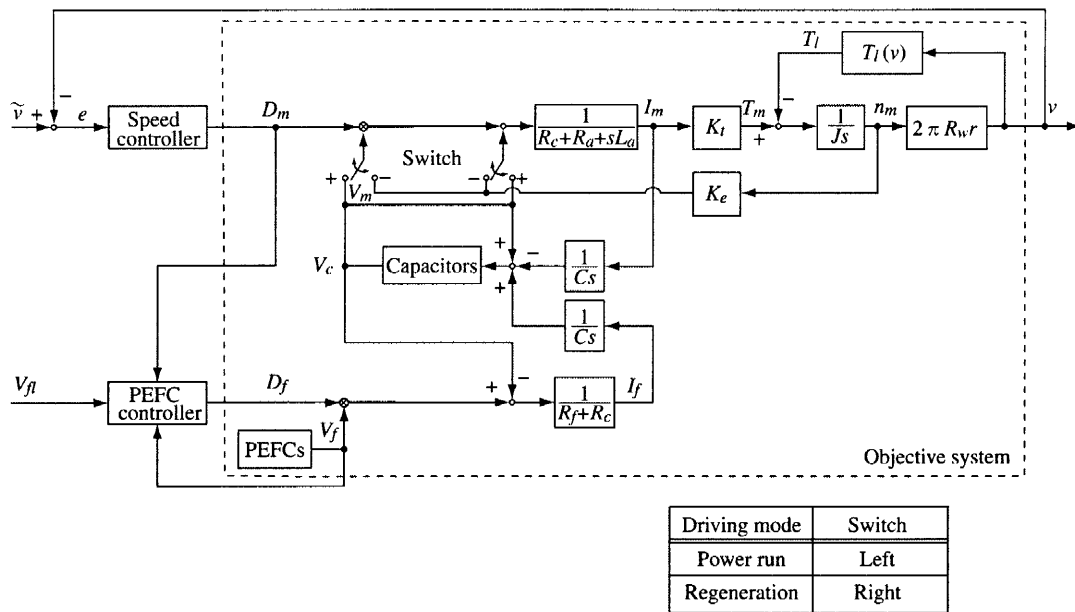 T_l
T_l(v)
ṽ + − e
Speed controller
D_m
1 / (R_c+R_a+sL_a)
I_m
K_t
T_m
−
+
1 / Js
n_m
2 π R_w r
v
Switch
+ V_m − − +
K_e
V_c
Capacitors
+ −
+
1 / Cs
1 / Cs
V_fl
PEFC controller
D_f
V_f
PEFCs
+ −
1 / (R_f+R_c)
I_f
Objective system
Driving mode Switch
Power run Left
Regeneration Right